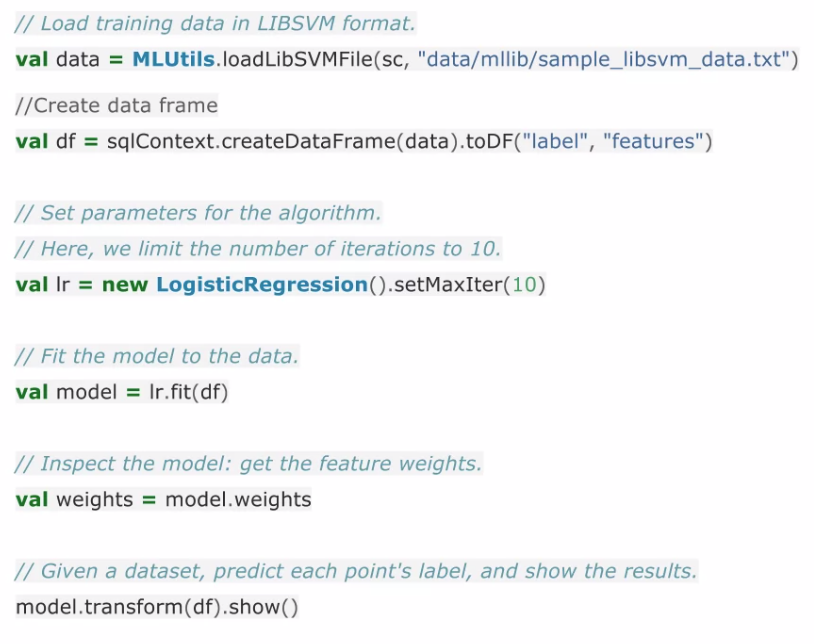 // Load training data in LIBSVM format.
val data = MLUtils.loadLibSVMFile(sc, "data/mllib/sample_libsvm_data.txt")
//Create data frame
val df = sqlContext.createDataFrame(data).toDF("label", "features")
// Set parameters for the algorithm.
// Here, we limit the number of iterations to 10.
val lr = new LogisticRegression().setMaxIter(10)
// Fit the model to the data.
val model = lr.fit(df)
// Inspect the model: get the feature weights.
val weights = model.weights
// Given a dataset, predict each point's label, and show the results.
model.transform(df).show()